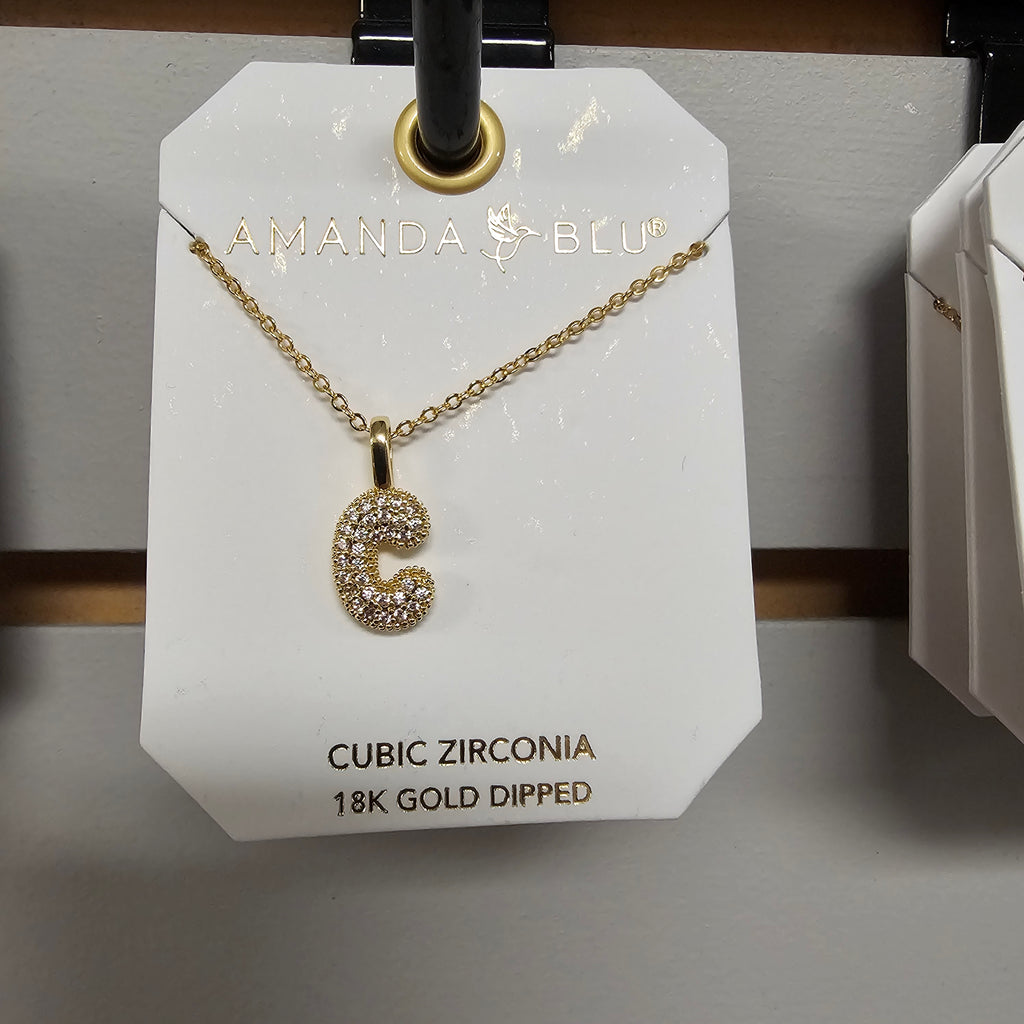 AMANDA BLU®
C
CUBIC ZIRCONIA
18K GOLD DIPPED